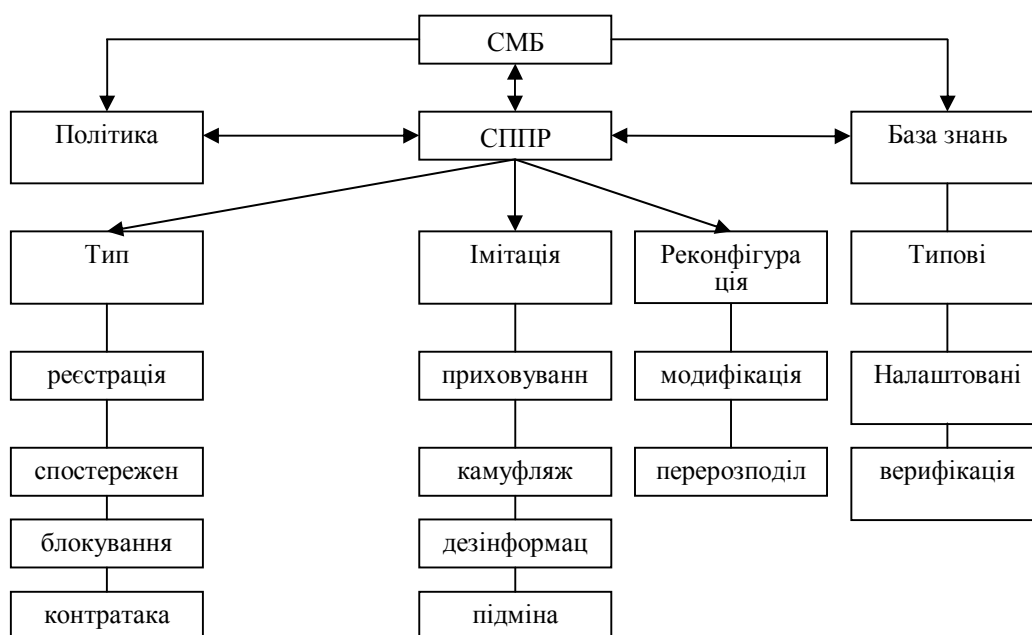 СМБ
Політика
СППР
База знань
Тип
Імітація
Реконфігура
ція
Типові
реєстрація
приховуванн
модифікація
Налаштовані
спостережен
камуфляж
перерозподіл
верифікація
блокування
дезінформац
контратака
підміна